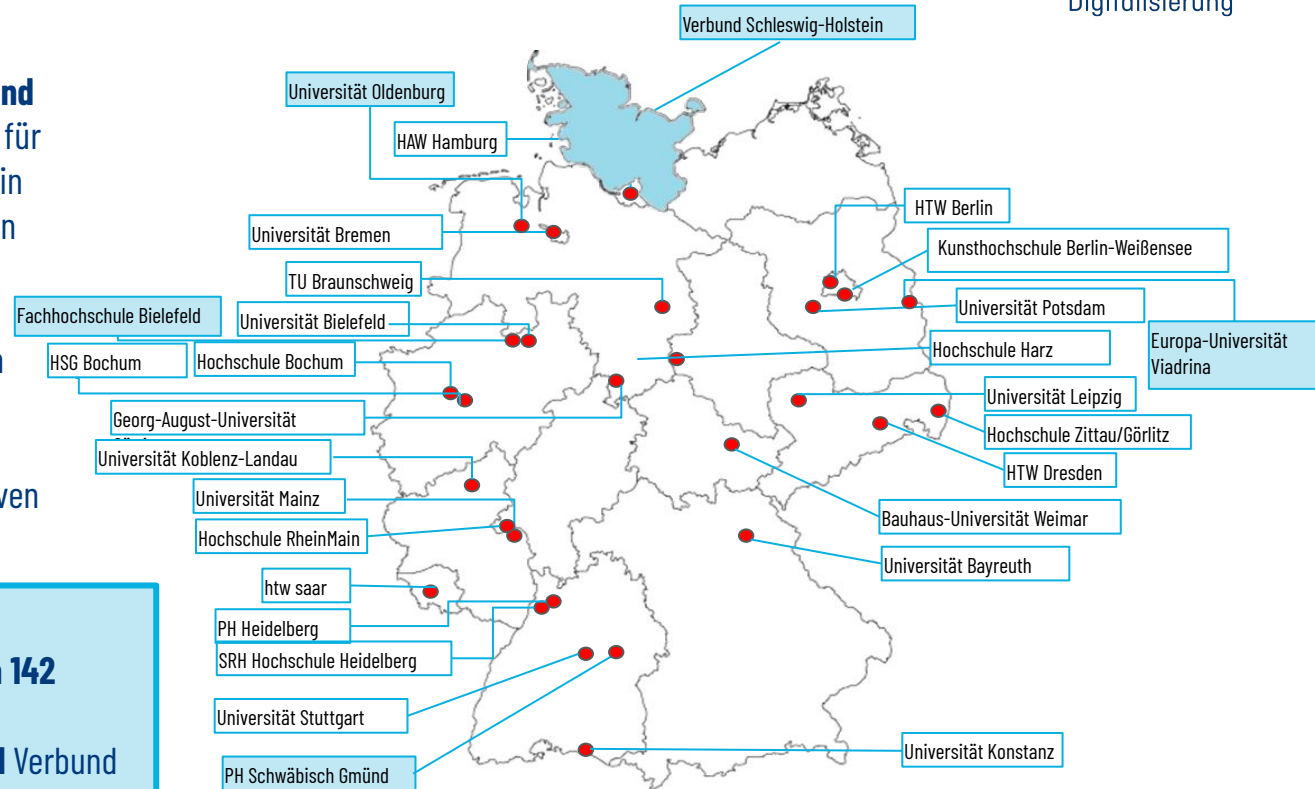 Digitalisierung
nd
für
in
n
n
ven
142
Verbund
Verbund Schleswig-Holstein
Universität Oldenburg
HAW Hamburg
Universität Bremen
TU Braunschweig
Fachhochschule Bielefeld
Universität Bielefeld
HSG Bochum
Hochschule Bochum
Georg-August-Universität
Universität Koblenz-Landau
Universität Mainz
Hochschule RheinMain
htw saar
PH Heidelberg
SRH Hochschule Heidelberg
Universität Stuttgart
PH Schwäbisch Gmünd
HTW Berlin
Kunsthochschule Berlin-Weißensee
Universität Potsdam
Europa-Universität
Viadrina
Hochschule Harz
Universität Leipzig
Hochschule Zittau/Görlitz
HTW Dresden
Bauhaus-Universität Weimar
Universität Bayreuth
Universität Konstanz